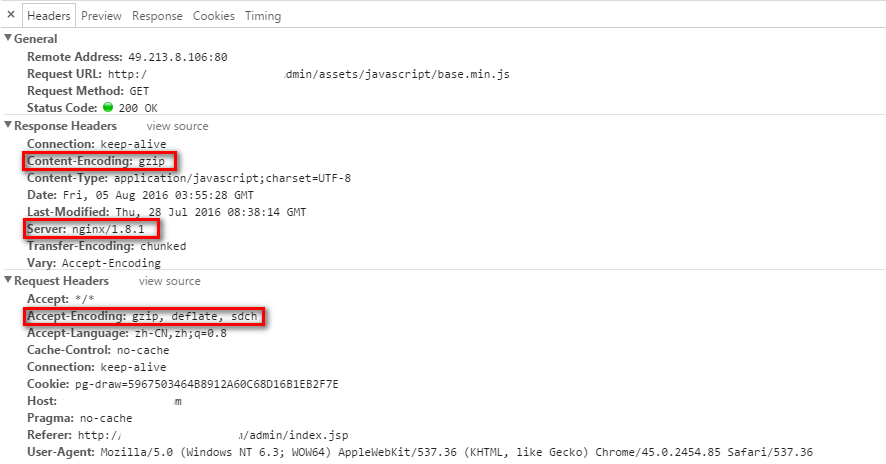 × Headers Preview Response Cookies Timing
▼ General
Remote Address: 49.213.8.106:80
Request URL: http:/ dmin/assets/javascript/base.min.js
Request Method: GET
Status Code: 200 OK
▼ Response Headers view source
Connection: keep-alive
Content-Encoding: gzip
Content-Type: application/javascript;charset=UTF-8
Date: Fri, 05 Aug 2016 03:55:28 GMT
Last-Modified: Thu, 28 Jul 2016 08:38:14 GMT
Server: nginx/1.8.1
Transfer-Encoding: chunked
Vary: Accept-Encoding
▼ Request Headers view source
Accept: */*
Accept-Encoding: gzip, deflate, sdch
Accept-Language: zh-CN,zh;q=0.8
Cache-Control: no-cache
Connection: keep-alive
Cookie: pg-draw=5967503464B8912A60C68D16B1EB2F7E
Host: m
Pragma: no-cache
Referer: http:/ /admin/index.jsp
User-Agent: Mozilla/5.0 (Windows NT 6.3; WOW64) AppleWebKit/537.36 (KHTML, like Gecko) Chrome/45.0.2454.85 Safari/537.36